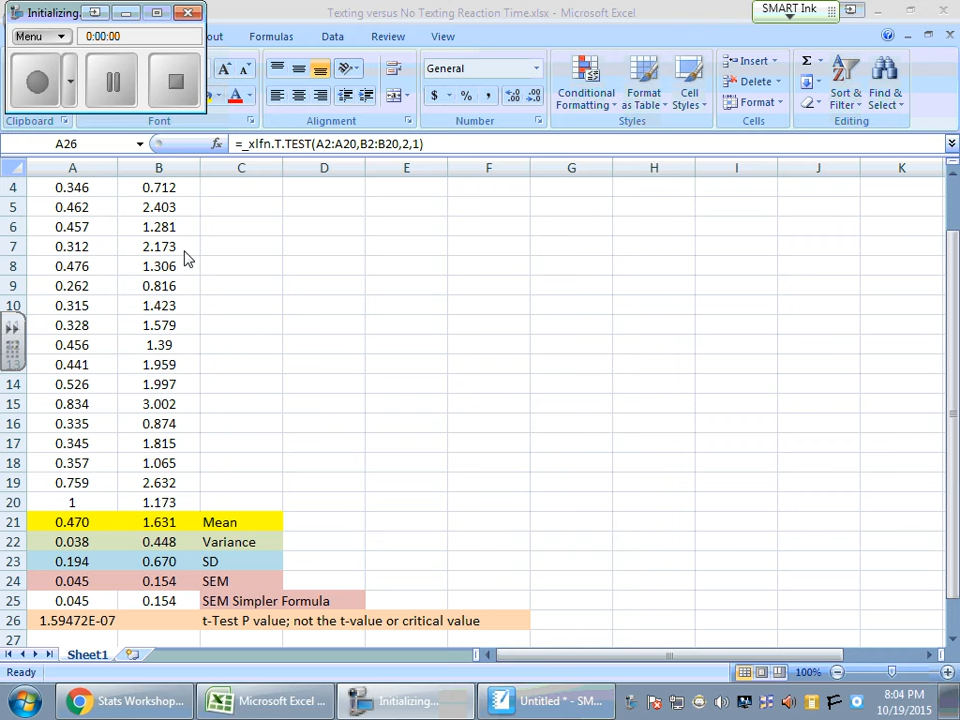 Initializing.
Texting versus No Texting Reaction Time.xlsx - Microsoft Excel
SMART Ink
Menu
0:00:00
out
Formulas
Data
Review
View
General
Conditional Formatting
Format as Table
Cell Styles
Insert
Delete
Format
Sort & Filter
Find & Select
Clipboard
Font
Alignment
Number
Styles
Cells
Editing
A26
fx
=_xlfn.T.TEST(A2:A20,B2:B20,2,1)
A B C D E F G H I J K
4 0.346 0.712
5 0.462 2.403
6 0.457 1.281
7 0.312 2.173
8 0.476 1.306
9 0.262 0.816
10 0.315 1.423
0.328 1.579
0.456 1.39
13 0.441 1.959
14 0.526 1.997
15 0.834 3.002
16 0.335 0.874
17 0.345 1.815
18 0.357 1.065
19 0.759 2.632
20 1 1.173
21 0.470 1.631 Mean
22 0.038 0.448 Variance
23 0.194 0.670 SD
24 0.045 0.154 SEM
25 0.045 0.154 SEM Simpler Formula
26 1.59472E-07 t-Test P value; not the t-value or critical value
27
Sheet1
Ready
100%
Stats Workshop...
Microsoft Excel ...
Initializing...
Untitled * - SM...
8:04 PM
10/19/2015